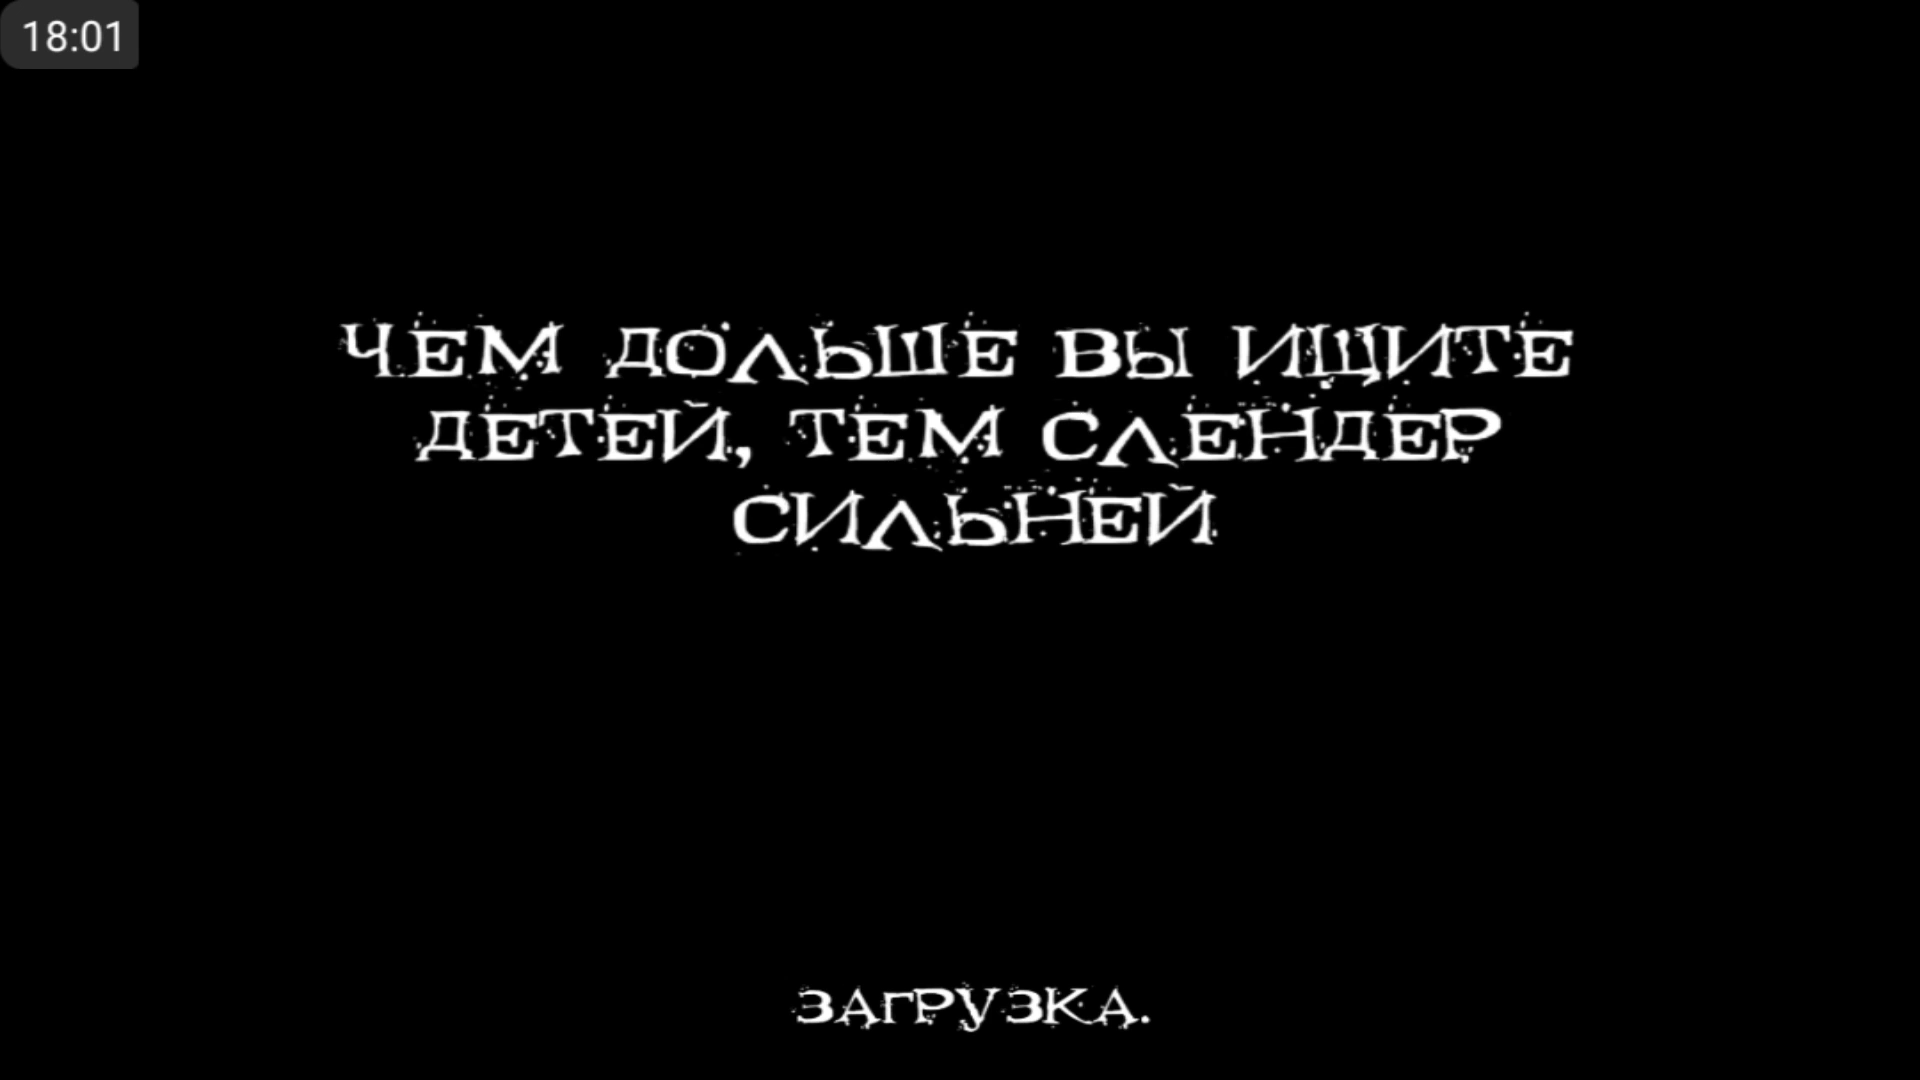 18:01
ЧЕМ ДОЛЬШЕ ВЫ ИЩИТЕ
ДЕТЕЙ, ТЕМ СЛЕНДЕР
СИЛЬНЕЙ
ЗАГРУЗКА.